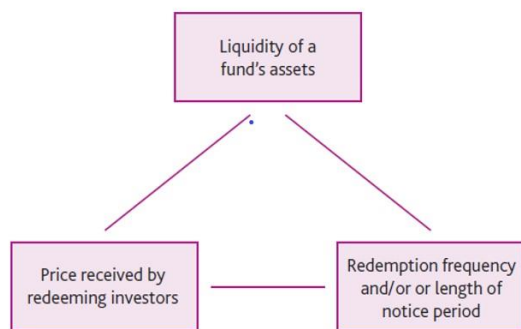 Liquidity of a
fund's assets
Price received by
redeeming investors
Redemption frequency
and/or or length of
notice period